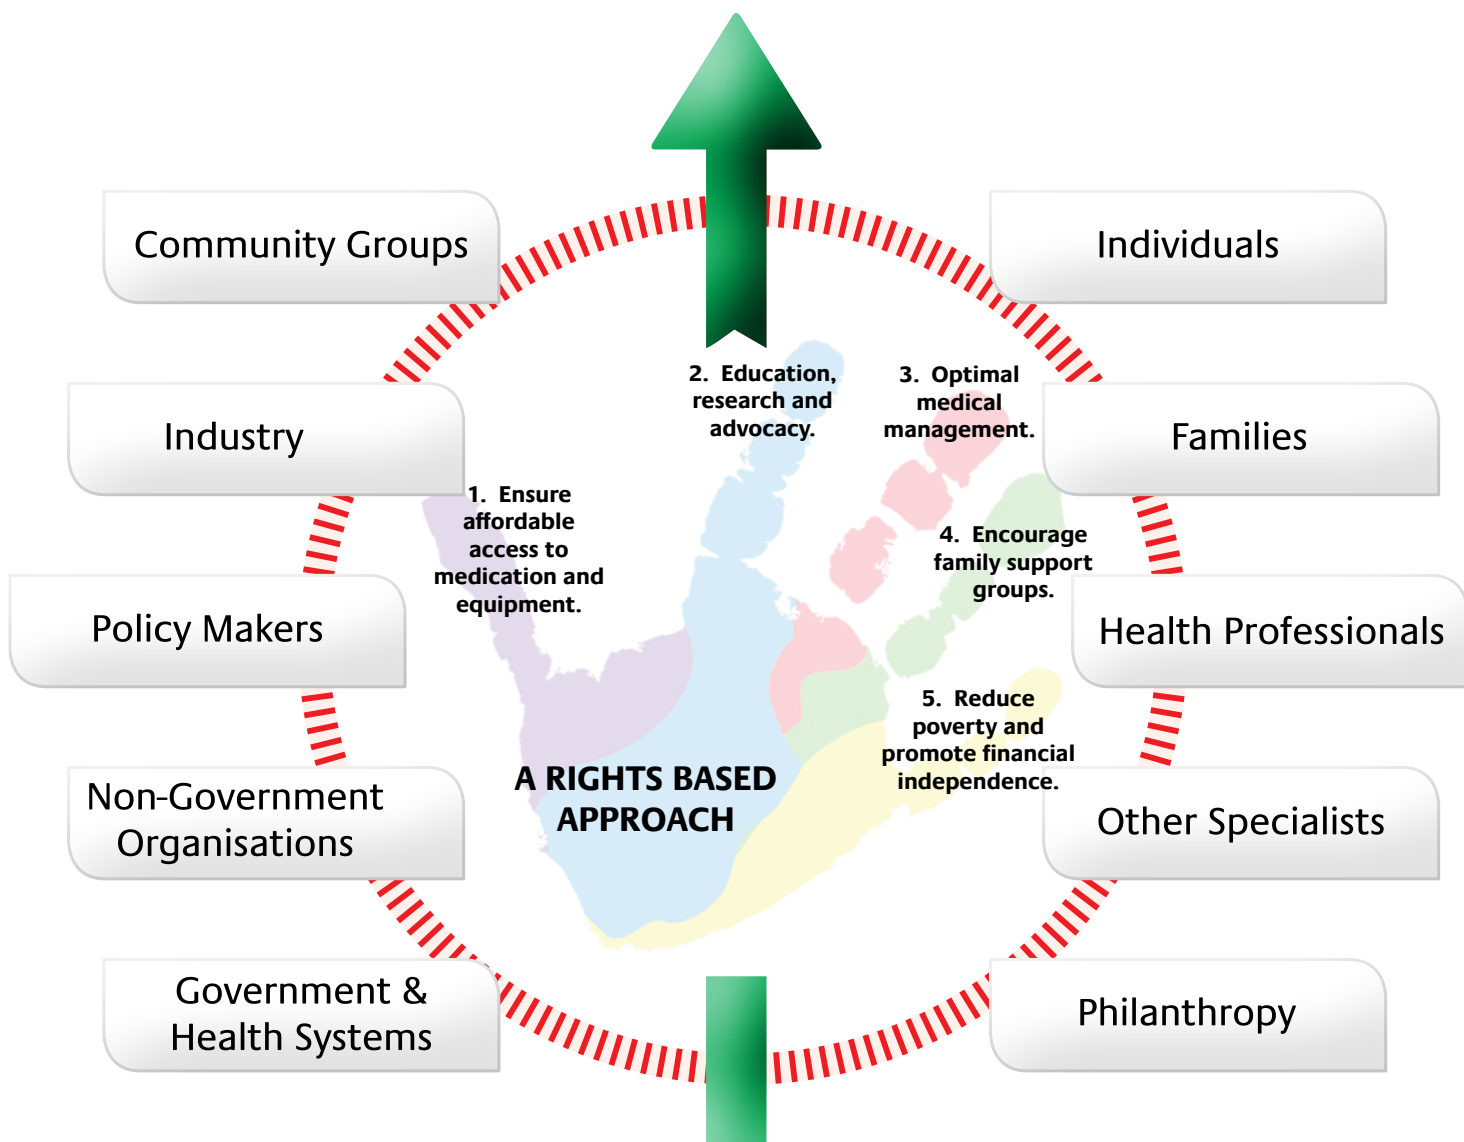 Community Groups
Individuals
Industry
Families
Policy Makers
Health Professionals
Non-Government
Organisations
Other Specialists
Government &
Health Systems
Philanthropy
1. Ensure
affordable
access to
medication and
equipment.
2. Education,
research and
advocacy.
3. Optimal
medical
management.
4. Encourage
family support
groups.
5. Reduce
poverty and
promote financial
independence.
A RIGHTS BASED
APPROACH